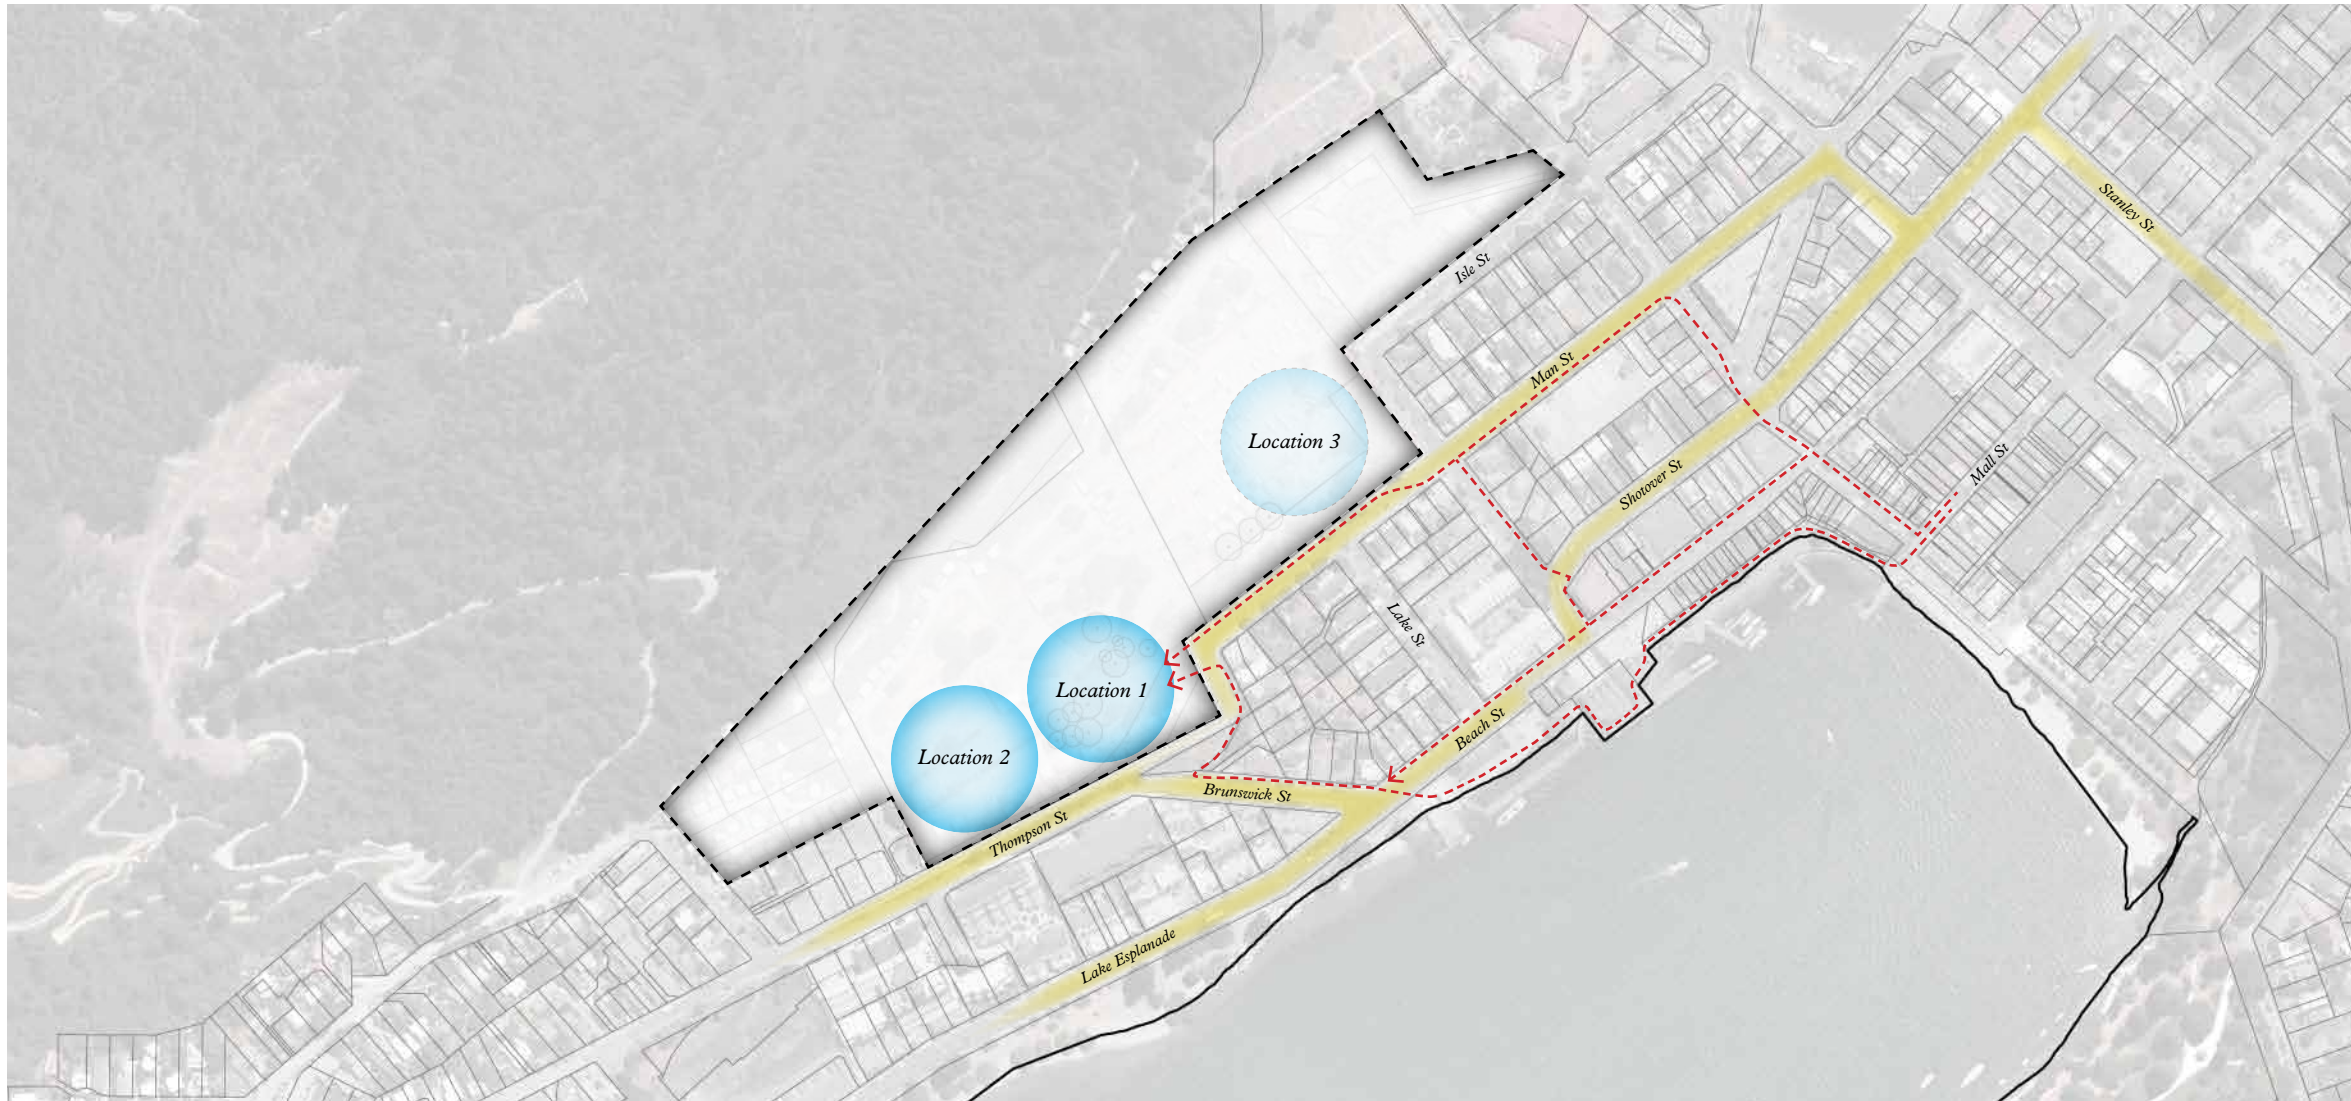 Stanley St
Isle St
Man St
Location 3
Mall St
Shotover St
Lake St
Location 1
Beach St
Location 2
Brunswick St
Thompson St
Lake Esplanade